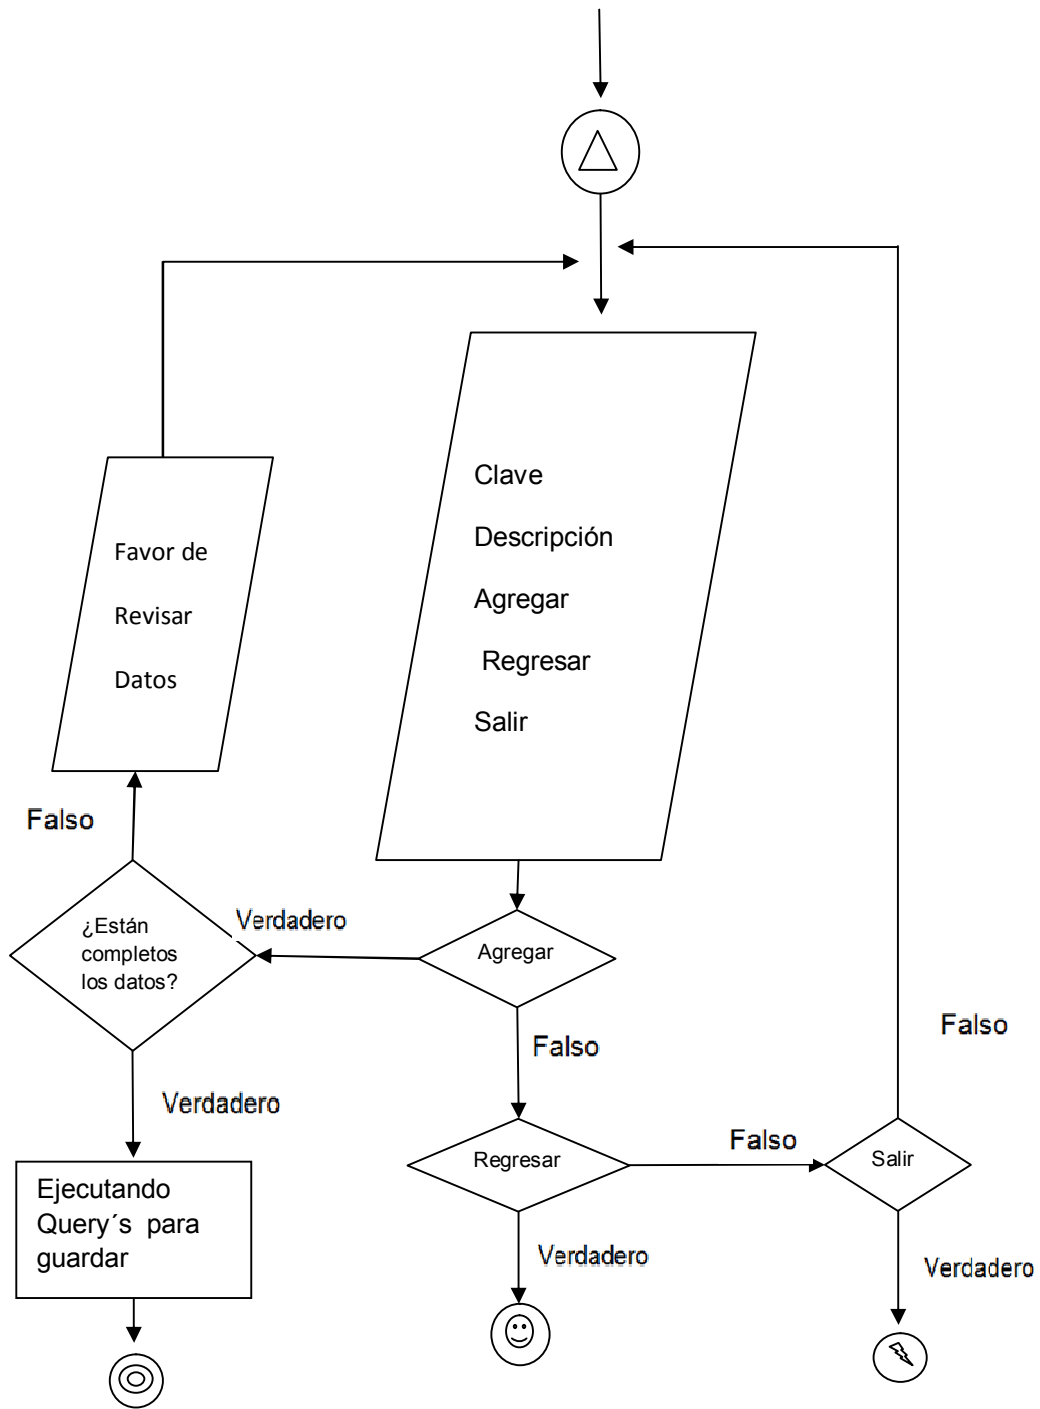 Clave
Descripción
Agregar
Regresar
Salir
Favor de
Revisar
Datos
Falso
¿Están
completos
los datos?
Verdadero
Agregar
Falso
Verdadero
Ejecutando
Query´s para
guardar
Regresar
Falso
Verdadero
Salir
Falso
Verdadero